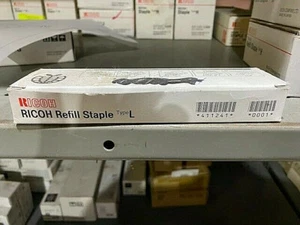 RICOH
RICOH Refill Staple Type L
*411241* *0001*